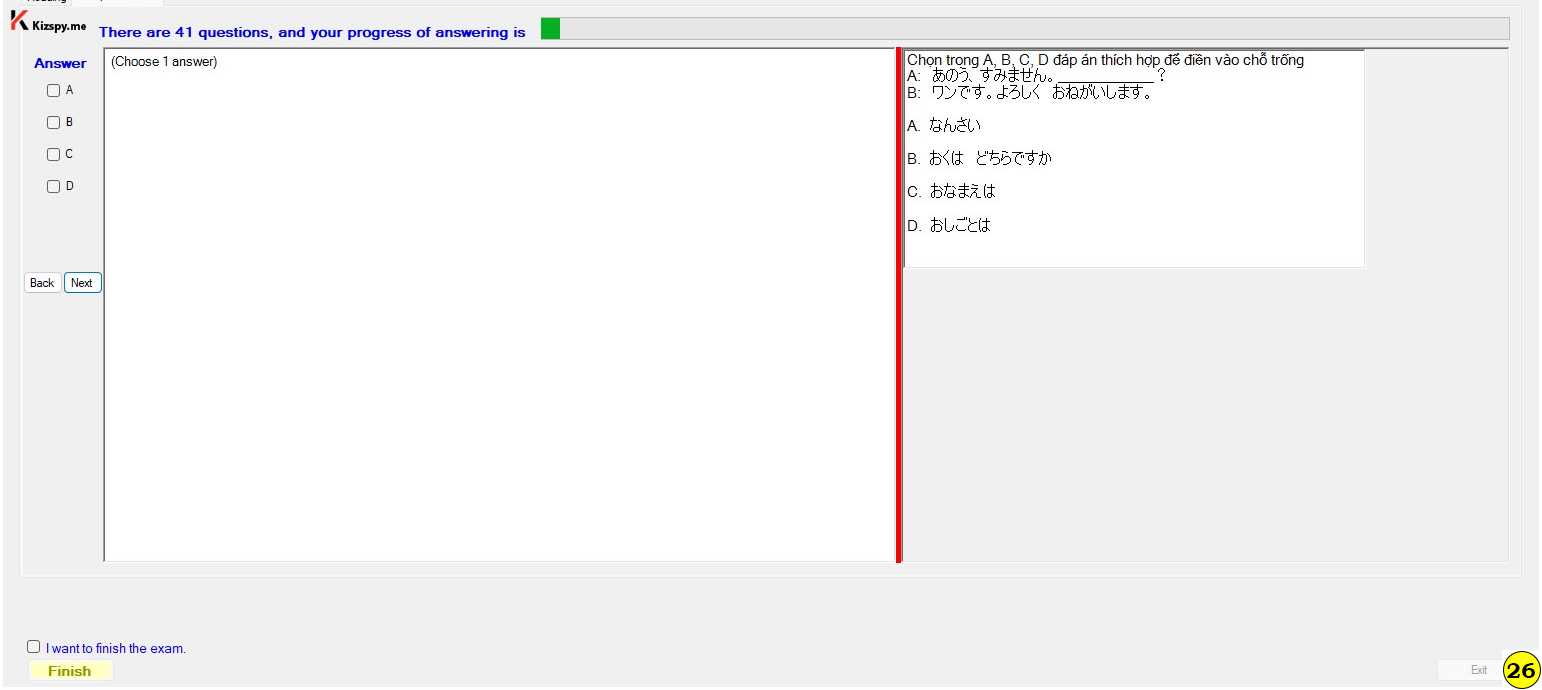 Kizspy.me
There are 41 questions, and your progress of answering is
Answer
A
B
C
D
Back
Next
(Choose 1 answer)
Chọn trong A, B, C, D đáp án thích hợp để điền vào chỗ trống
A: あのう、すみません。____________?
B: ワンです。よろしく おねがいします。
A. なんさい
B. おくは どちらですか
C. おなまえは
D. おしごとは
I want to finish the exam.
Finish
Exit
26